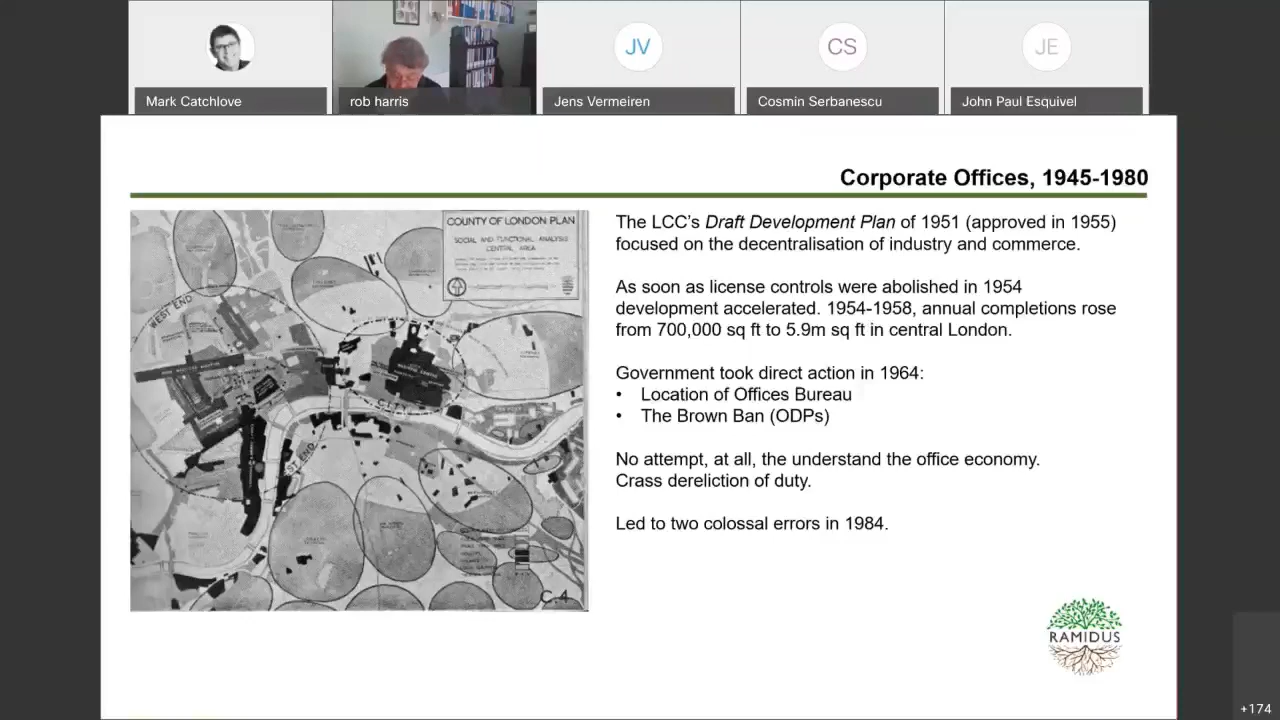 JV
CS
JE
Mark Catchlove
rob harris
Jens Vermeiren
Cosmin Serbanescu
John Paul Esquivel
Corporate Offices, 1945-1980
COUNTY OF LONDON PLAN
SOCIAL AND FUNCTIONAL ANALYSIS
CENTRAL AREA
WEST END
CITY
ST END
C.4
The LCC's Draft Development Plan of 1951 (approved in 1955)
focused on the decentralisation of industry and commerce.
As soon as license controls were abolished in 1954
development accelerated. 1954-1958, annual completions rose
from 700,000 sq ft to 5.9m sq ft in central London.
Government took direct action in 1964:
• Location of Offices Bureau
• The Brown Ban (ODPs)
No attempt, at all, the understand the office economy.
Crass dereliction of duty.
Led to two colossal errors in 1984.
RAMIDUS
+174